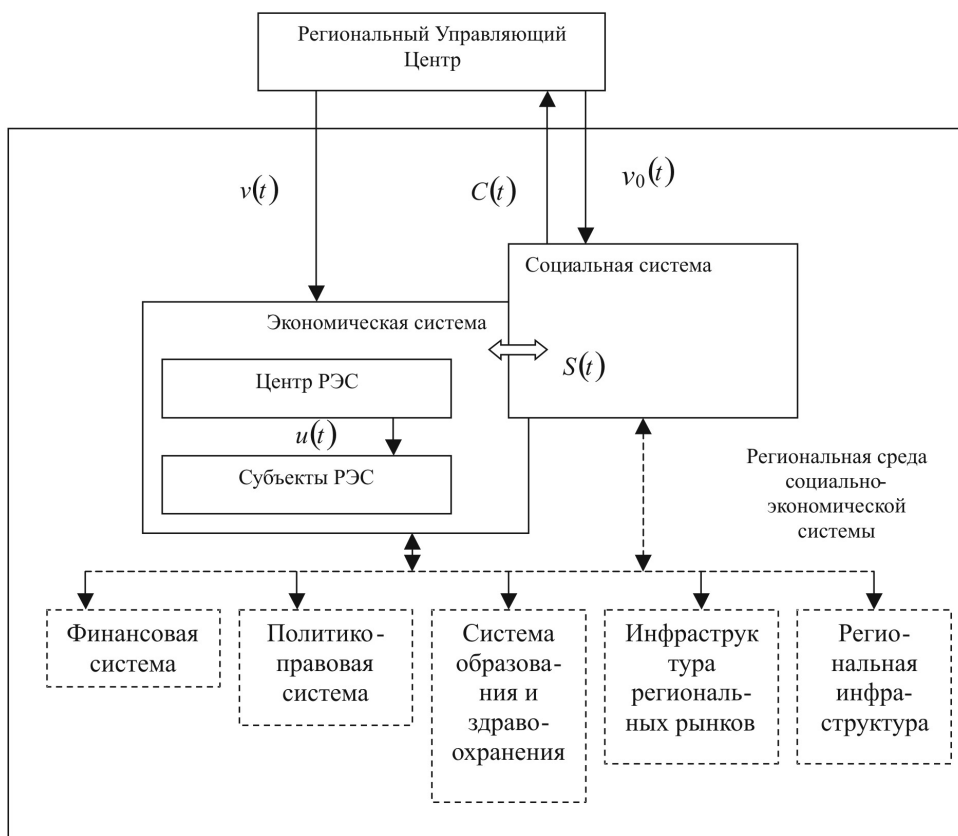 Региональный Управляющий
Центр
v(t)
C(t)
v₀(t)
Социальная система
Экономическая система
S(t)
Центр РЭС
u(t)
Субъекты РЭС
Региональная среда
социально-
экономической
системы
Финансовая
система
Политико-
правовая
система
Система
образова-
ния и
здраво-
охранения
Инфраструк
тура
региональ-
ных рынков
Регио-
нальная
инфра-
структура